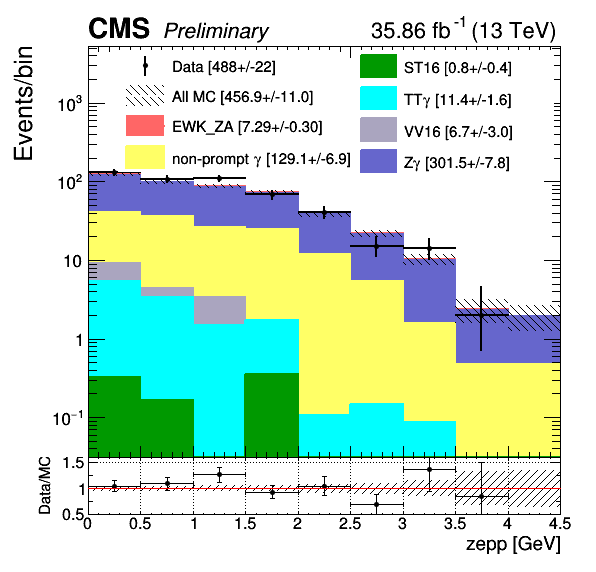 CMS Preliminary 35.86 fb⁻¹ (13 TeV)
Events/bin
Data [488+/-22]
All MC [456.9+/-11.0]
EWK_ZA [7.29+/-0.30]
non-prompt γ [129.1+/-6.9]
ST16 [0.8+/-0.4]
TTγ [11.4+/-1.6]
VV16 [6.7+/-3.0]
Zγ [301.5+/-7.8]
10³
10²
10
1
10⁻¹
Data/MC
1.5
1
0.5
0 0.5 1 1.5 2 2.5 3 3.5 4 4.5
zepp [GeV]